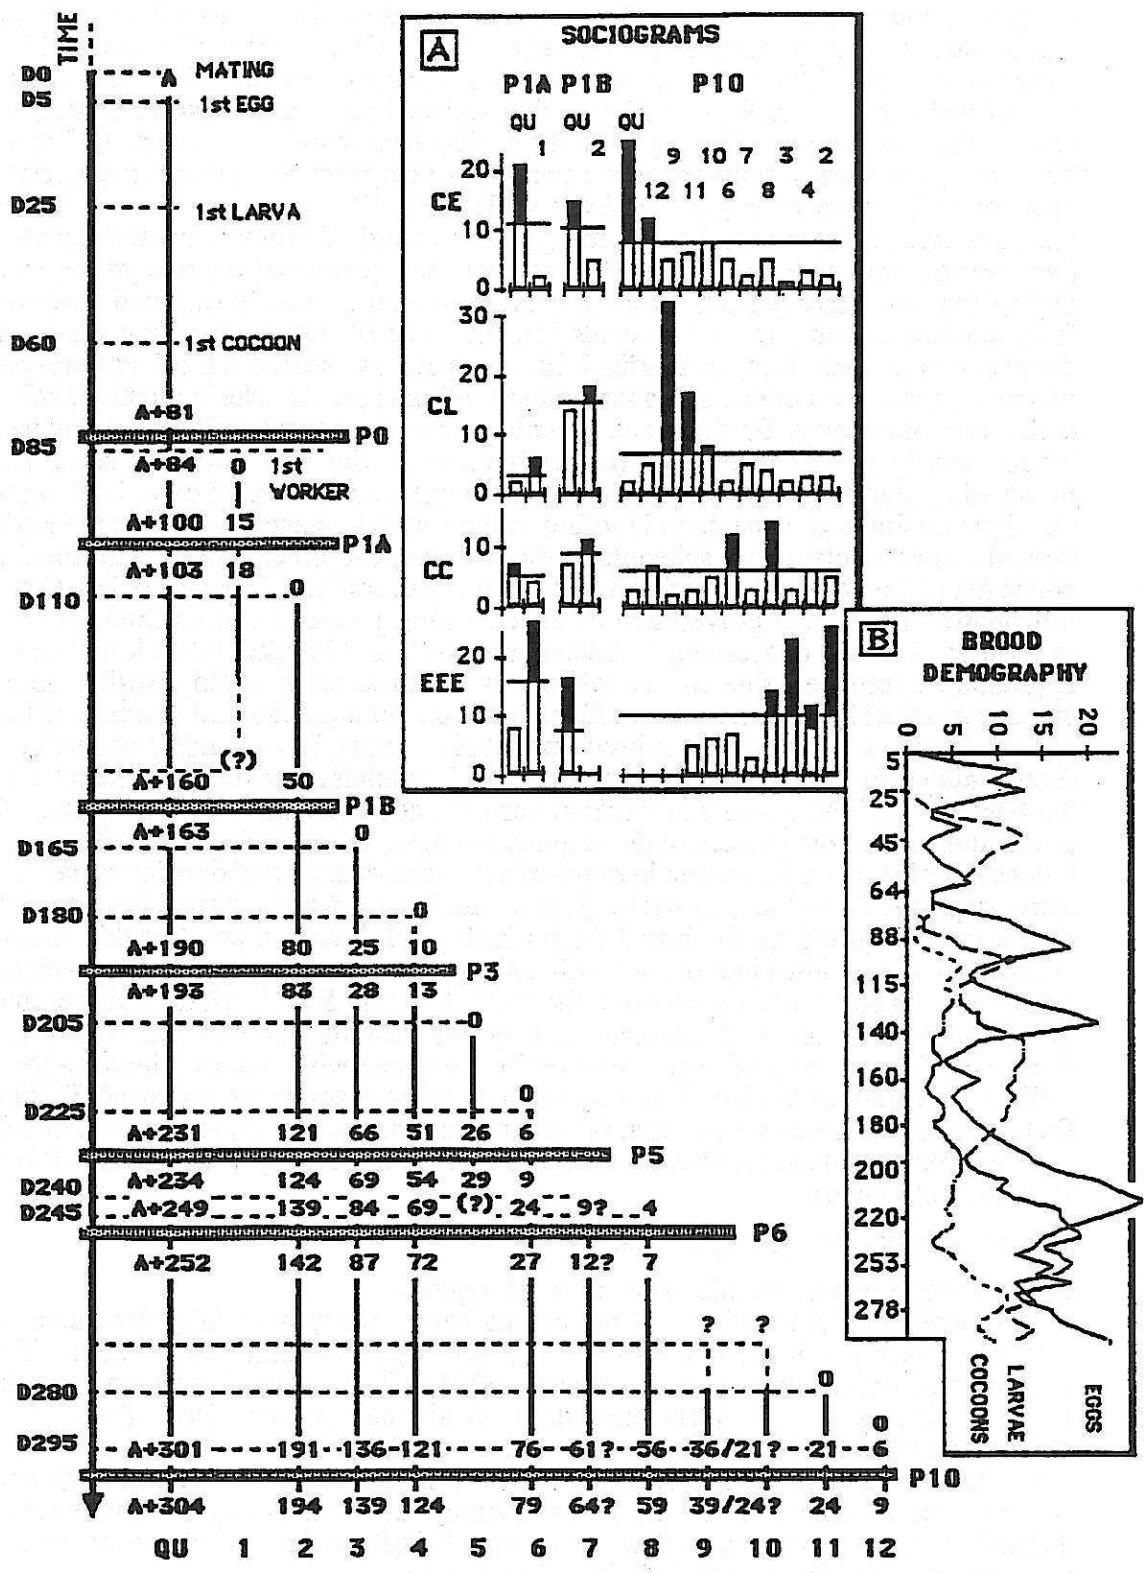 TIME
D0 A MATING
D5 1st EGG
D25 1st LARVA
D60 1st COCOON
A+81
P0
D85
A+84 0 1st
WORKER
A+100 15
P1A
A+103 18
D110 0
(?)
A+160 50
P1B
A+163 0
D165
D180 0
A+190 80 25 10
P3
A+193 83 28 13
D205 0
0
D225
A+231 121 66 51 26 6
P5
A+234 124 69 54 29 9
D240
D245 A+249 139 84 69 (?) 24 9? 4
P6
A+252 142 87 72 27 12? 7
? ?
D280 0
0
D295 A+301 191 136 121 76 61? 56 36/21? 21 6
P10
A+304 194 139 124 79 64? 59 39/24? 24 9
QU 1 2 3 4 5 6 7 8 9 10 11 12
A
SOCIOGRAMS
P1A P1B P10
QU QU QU
1 2 9 10 7 3 2
12 11 6 8 4
CE
20
10
0
CL
30
20
10
0
CC
10
0
EEE
20
10
0
B
BROOD
DEMOGRAPHY
0 5 10 15 20
5
25
45
64
88
115
140
160
180
200
220
253
278
COCOONS
LARVAE
EGGS